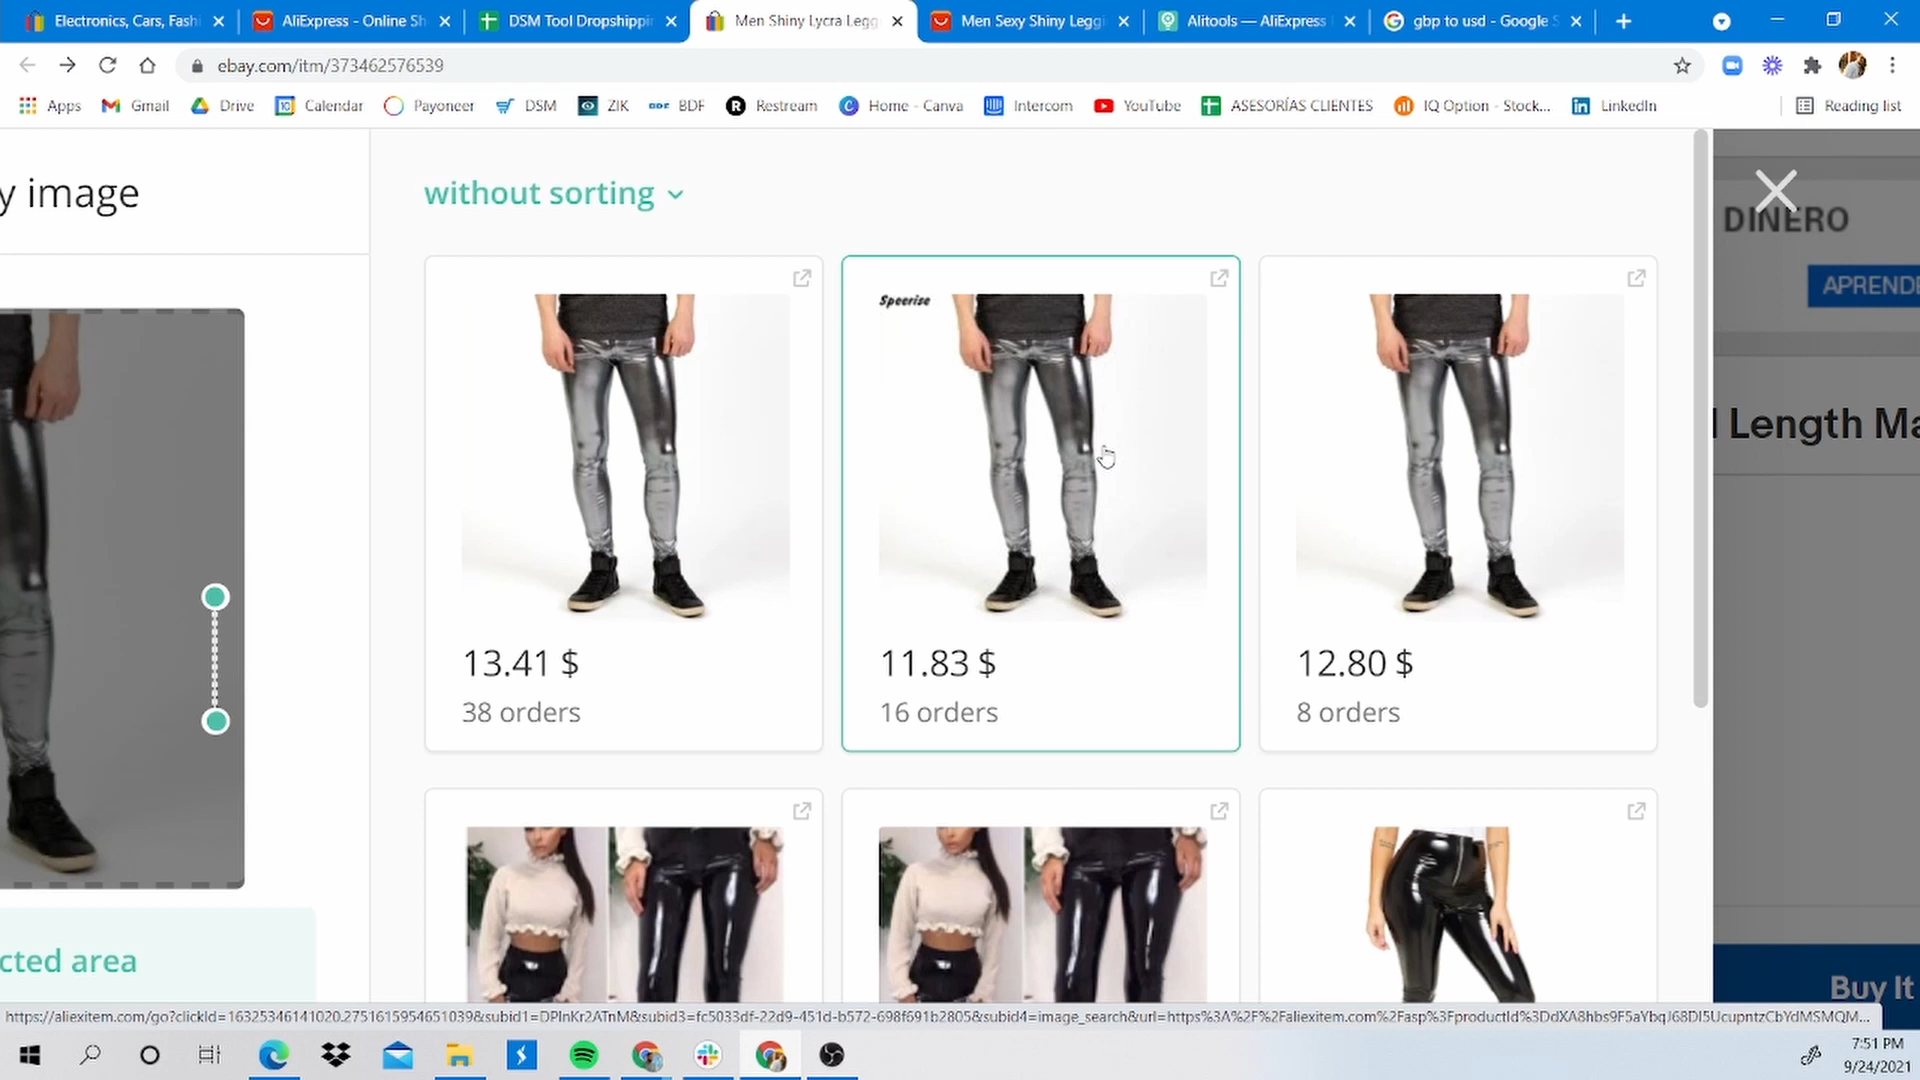 Electronics, Cars, Fashi
AliExpress - Online Sh
DSM Tool Dropshippin
Men Shiny Lycra Legg
Men Sexy Shiny Leggi
Alitools — AliExpress
gbp to usd - Google S
ebay.com/itm/373462576539
Apps
Gmail
Drive
Calendar
Payoneer
DSM
ZIK
BDF
Restream
Home - Canva
Intercom
YouTube
ASESORÍAS CLIENTES
IQ Option - Stock...
LinkedIn
Reading list
y image
without sorting
DINERO
APRENDE
Speerise
l Length Ma
13.41 $
38 orders
11.83 $
16 orders
12.80 $
8 orders
cted area
Buy It
7:51 PM
9/24/2021